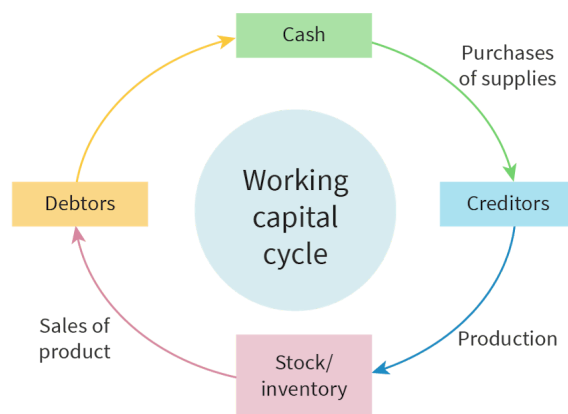 Cash
Purchases
of supplies
Debtors
Working
capital
cycle
Creditors
Sales of
product
Production
Stock/
inventory